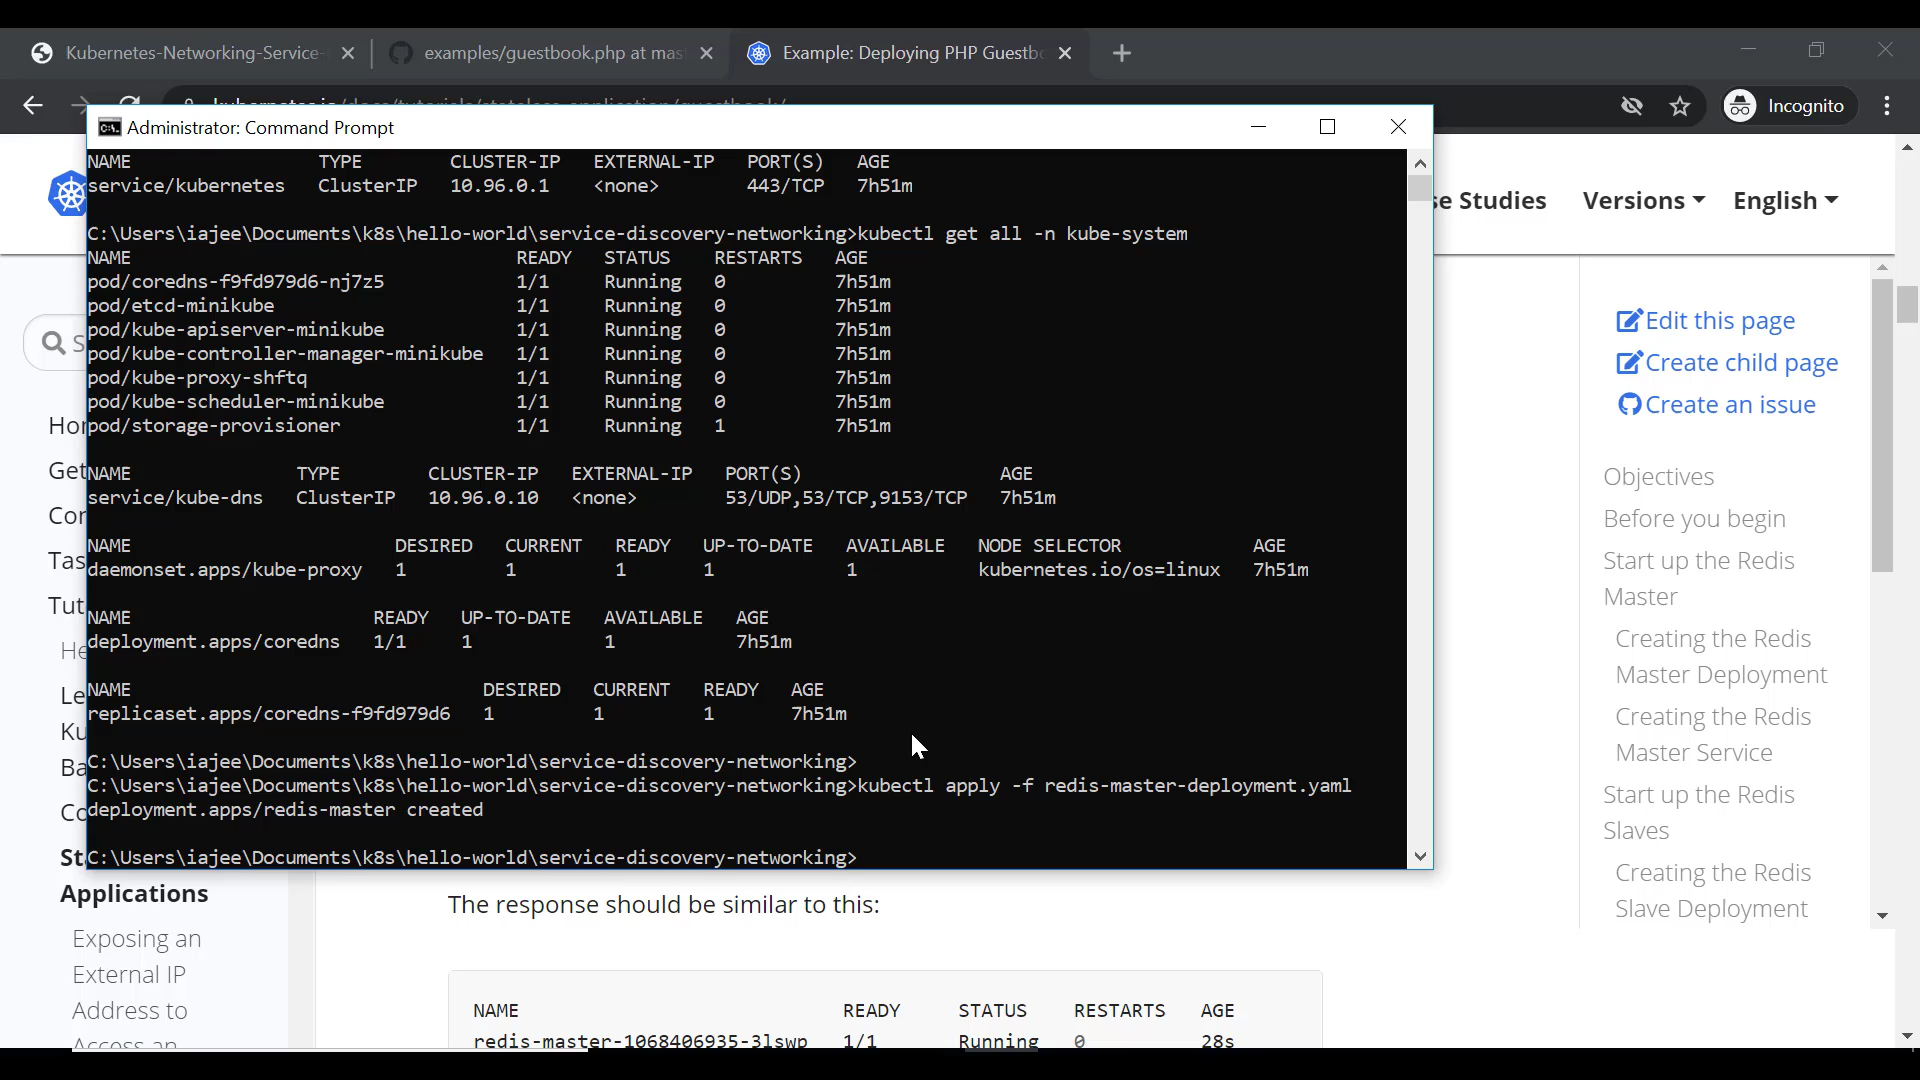 Kubernetes-Networking-Service-
examples/guestbook.php at mas
Example: Deploying PHP Guestbo
Incognito
Administrator: Command Prompt
NAME TYPE CLUSTER-IP EXTERNAL-IP PORT(S) AGE
service/kubernetes ClusterIP 10.96.0.1 <none> 443/TCP 7h51m
C:\Users\iajee\Documents\k8s\hello-world\service-discovery-networking>kubectl get all -n kube-system
NAME READY STATUS RESTARTS AGE
pod/coredns-f9fd979d6-nj7z5 1/1 Running 0 7h51m
pod/etcd-minikube 1/1 Running 0 7h51m
pod/kube-apiserver-minikube 1/1 Running 0 7h51m
pod/kube-controller-manager-minikube 1/1 Running 0 7h51m
pod/kube-proxy-shftq 1/1 Running 0 7h51m
pod/kube-scheduler-minikube 1/1 Running 0 7h51m
pod/storage-provisioner 1/1 Running 1 7h51m
NAME TYPE CLUSTER-IP EXTERNAL-IP PORT(S) AGE
service/kube-dns ClusterIP 10.96.0.10 <none> 53/UDP,53/TCP,9153/TCP 7h51m
NAME DESIRED CURRENT READY UP-TO-DATE AVAILABLE NODE SELECTOR AGE
daemonset.apps/kube-proxy 1 1 1 1 1 kubernetes.io/os=linux 7h51m
NAME READY UP-TO-DATE AVAILABLE AGE
deployment.apps/coredns 1/1 1 1 7h51m
NAME DESIRED CURRENT READY AGE
replicaset.apps/coredns-f9fd979d6 1 1 1 7h51m
C:\Users\iajee\Documents\k8s\hello-world\service-discovery-networking>
C:\Users\iajee\Documents\k8s\hello-world\service-discovery-networking>kubectl apply -f redis-master-deployment.yaml
deployment.apps/redis-master created
C:\Users\iajee\Documents\k8s\hello-world\service-discovery-networking>
se Studies Versions English
S
Hor
Get
Cor
Tas
Tut
He
Le
Ku
Ba
Co
St
Applications
Exposing an
External IP
Address to
Access an
The response should be similar to this:
NAME READY STATUS RESTARTS AGE
redis-master-1068406935-3lswp 1/1 Running 0 28s
Edit this page
Create child page
Create an issue
Objectives
Before you begin
Start up the Redis
Master
Creating the Redis
Master Deployment
Creating the Redis
Master Service
Start up the Redis
Slaves
Creating the Redis
Slave Deployment